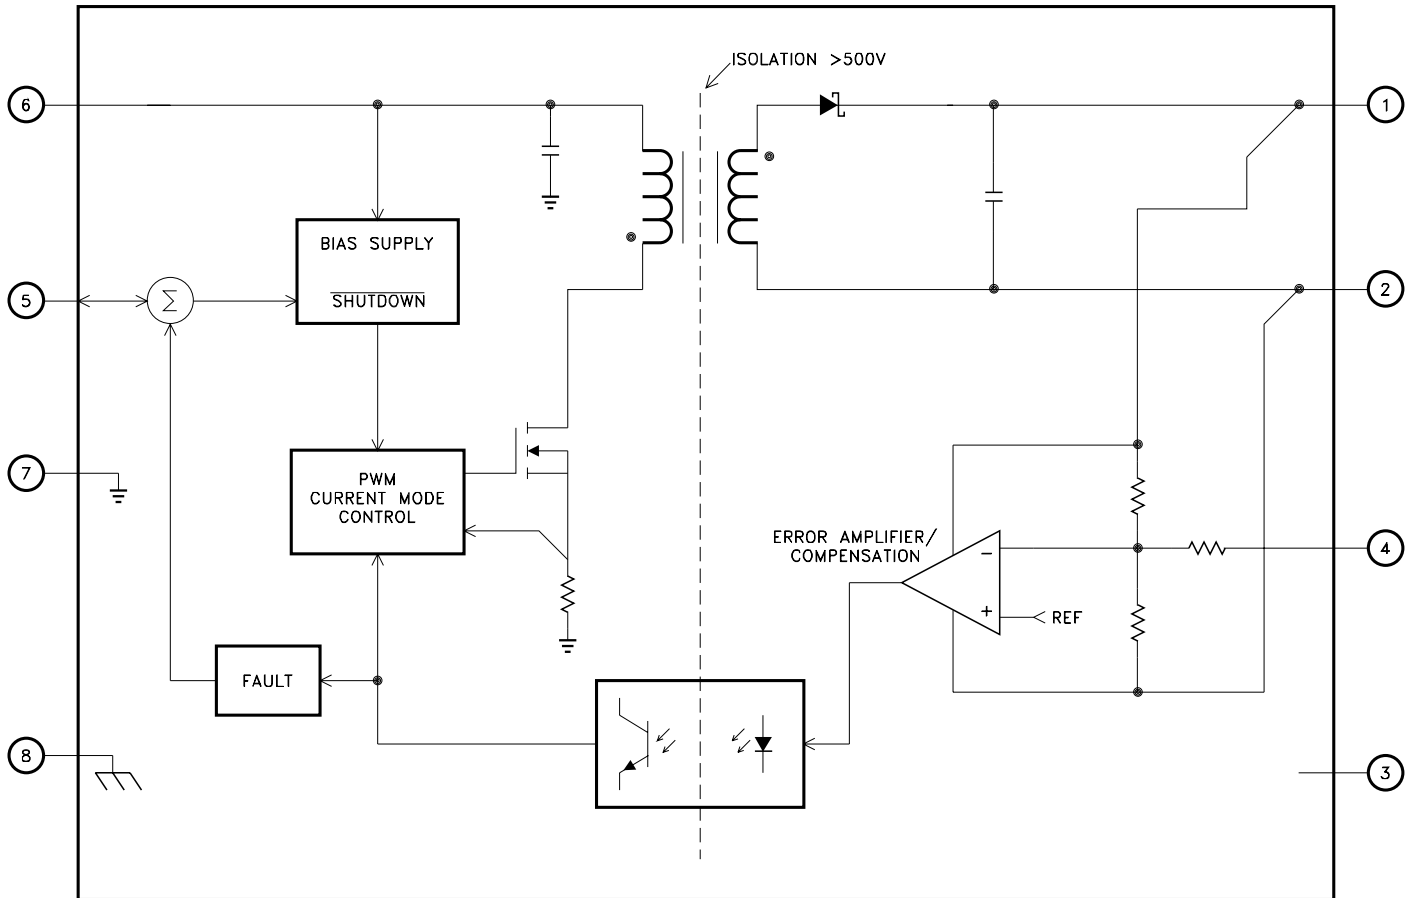 ISOLATION >500V
6
1
BIAS SUPPLY
SHUTDOWN
5
Σ
2
7
PWM
CURRENT MODE
CONTROL
ERROR AMPLIFIER/
COMPENSATION
−
+
REF
4
FAULT
8
3